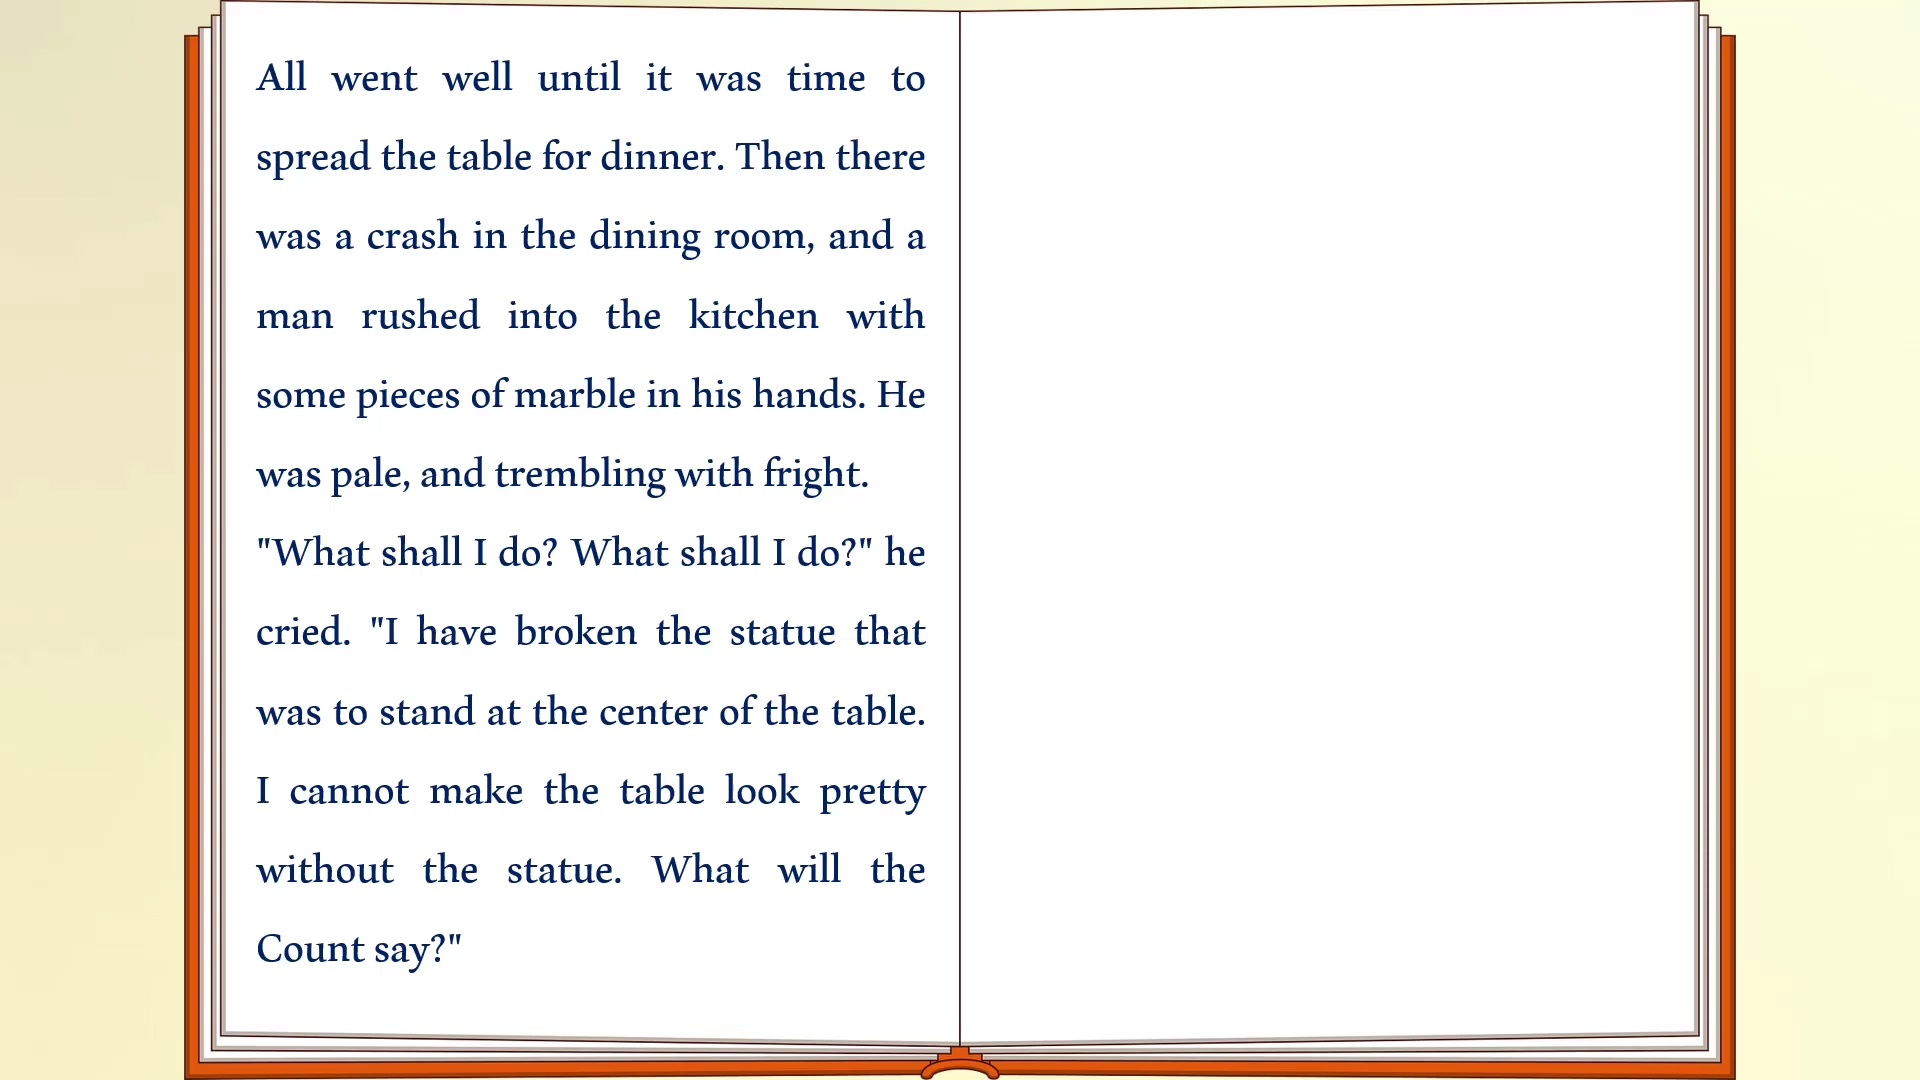 All went well until it was time to
spread the table for dinner. Then there
was a crash in the dining room, and a
man rushed into the kitchen with
some pieces of marble in his hands. He
was pale, and trembling with fright.
"What shall I do? What shall I do?" he
cried. "I have broken the statue that
was to stand at the center of the table.
I cannot make the table look pretty
without the statue. What will the
Count say?"